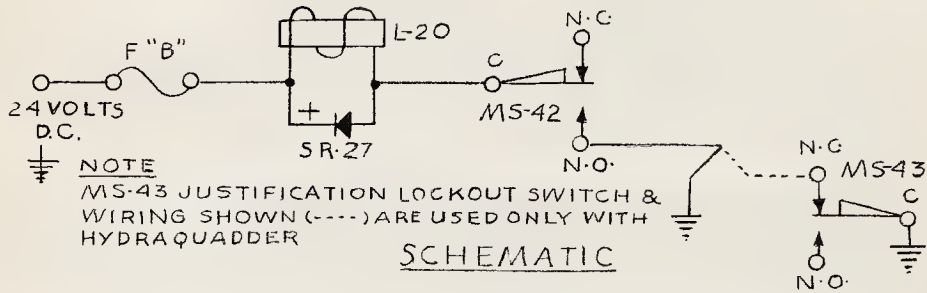 N.C.
L-20
F "B"
C
24 VOLTS
D.C.
MS-42
+
SR-27
N.O.
N.C.
MS-43
C
NOTE
MS-43 JUSTIFICATION LOCKOUT SWITCH &
WIRING SHOWN (----) ARE USED ONLY WITH
HYDRAQUADDER
SCHEMATIC
N.O.